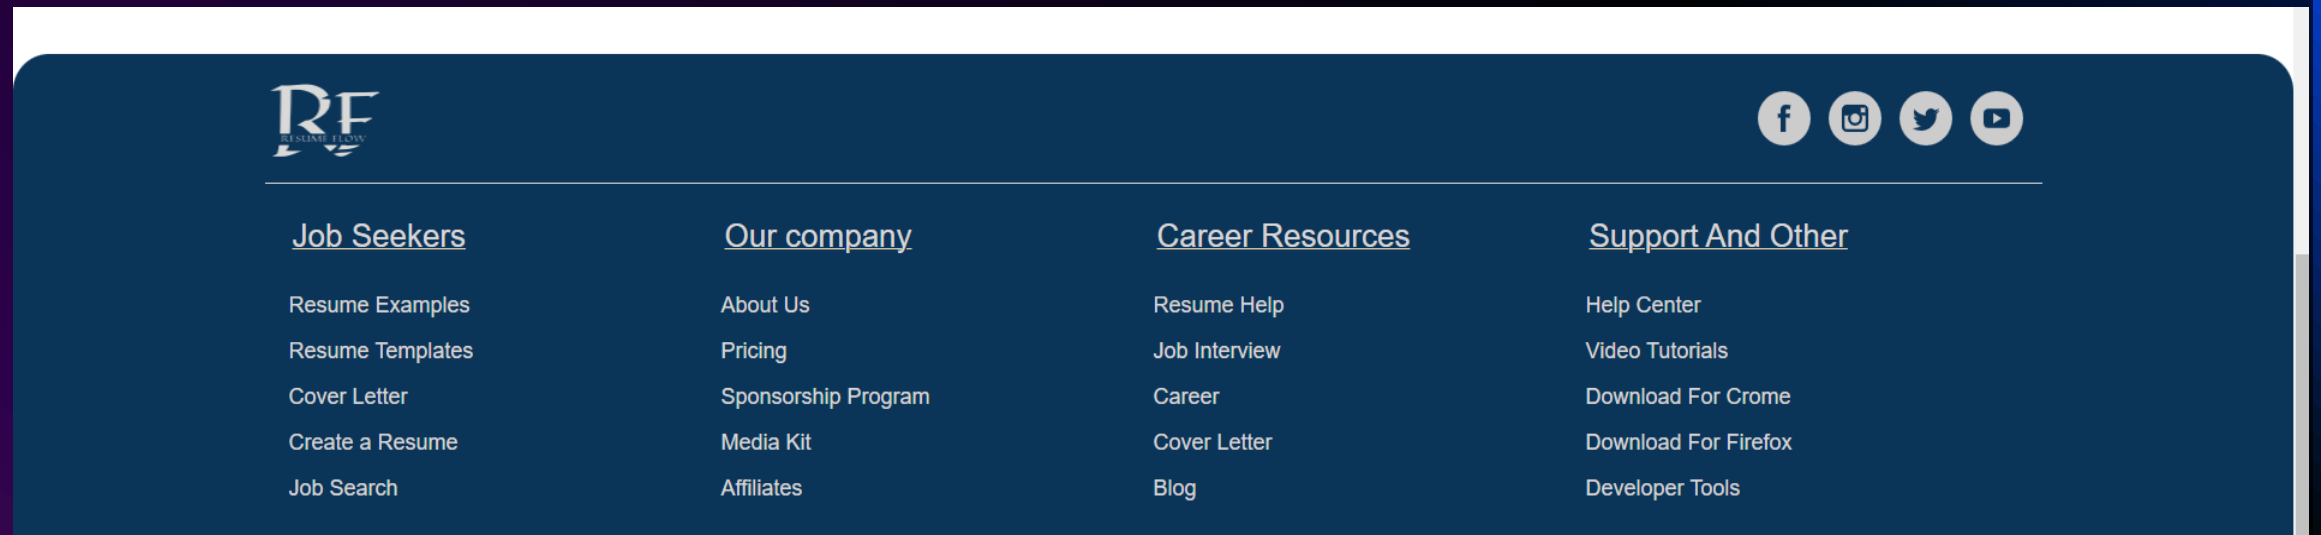 RF
RESUME FLOW
Job Seekers
Resume Examples
Resume Templates
Cover Letter
Create a Resume
Job Search
Our company
About Us
Pricing
Sponsorship Program
Media Kit
Affiliates
Career Resources
Resume Help
Job Interview
Career
Cover Letter
Blog
Support And Other
Help Center
Video Tutorials
Download For Crome
Download For Firefox
Developer Tools